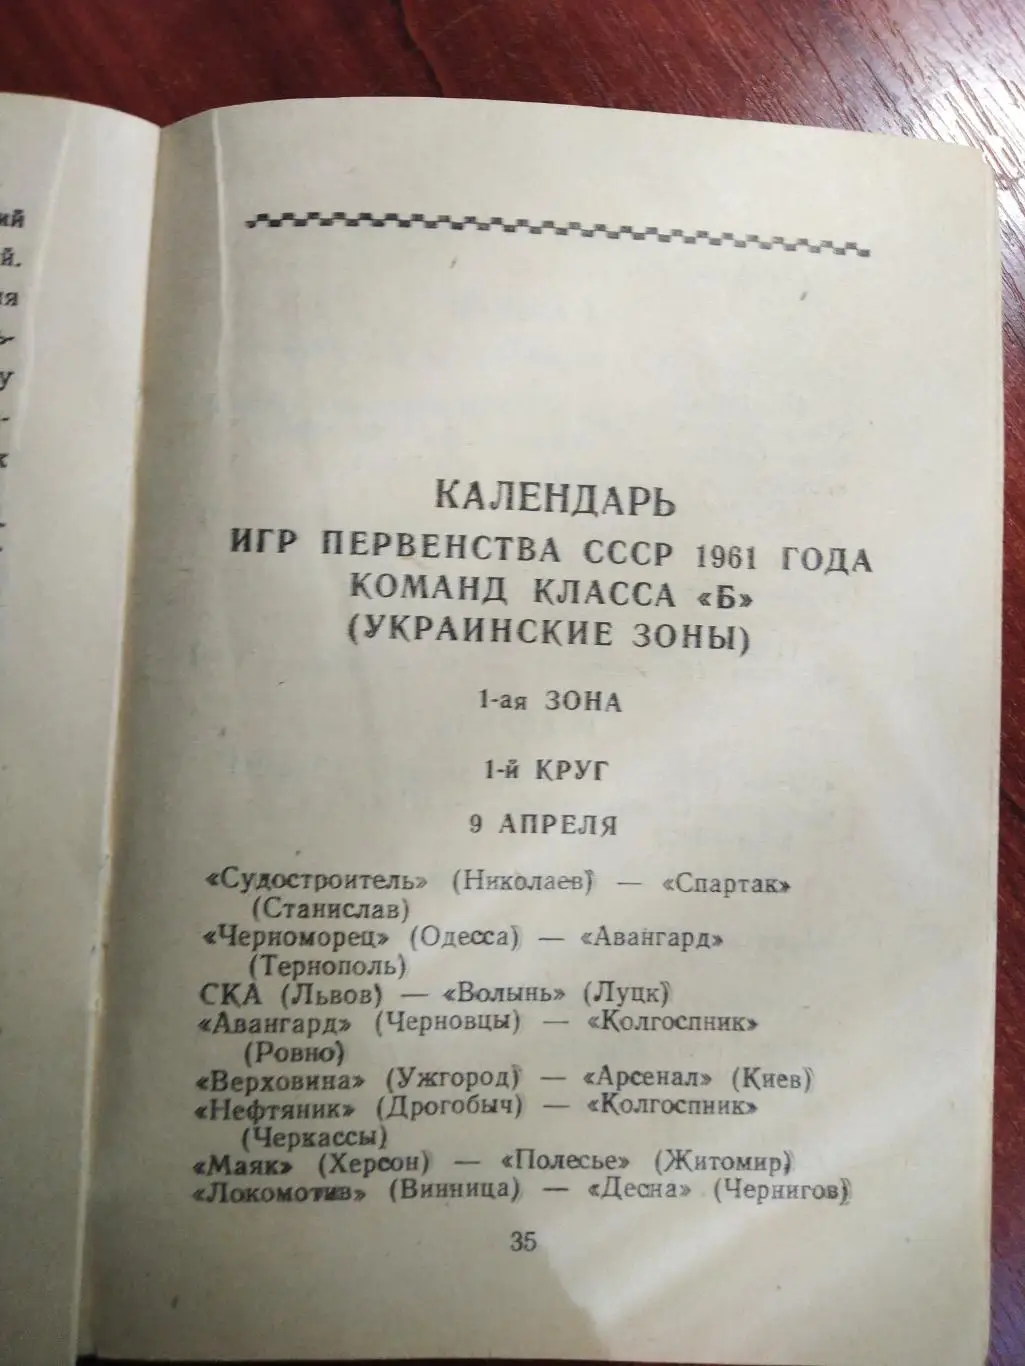 ий
й.
ия
ь-
у
к
КАЛЕНДАРЬ
ИГР ПЕРВЕНСТВА СССР 1961 ГОДА
КОМАНД КЛАССА «Б»
(УКРАИНСКИЕ ЗОНЫ)
1-ая ЗОНА
1-й КРУГ
9 АПРЕЛЯ
«Судостроитель» (Николаев) — «Спартак»
(Станислав)
«Черноморец» (Одесса) — «Авангард»
(Тернополь)
СКА (Львов) — «Волынь» (Луцк)
«Авангард» (Черновцы) — «Колгоспник»
(Ровно)
«Верховина» (Ужгород) — «Арсенал» (Киев)
«Нефтяник» (Дрогобыч) — «Колгоспник»
(Черкассы)
«Маяк» (Херсон) — «Полесье» (Житомир)
«Локомотив» (Винница) — «Десна» (Чернигов)
35